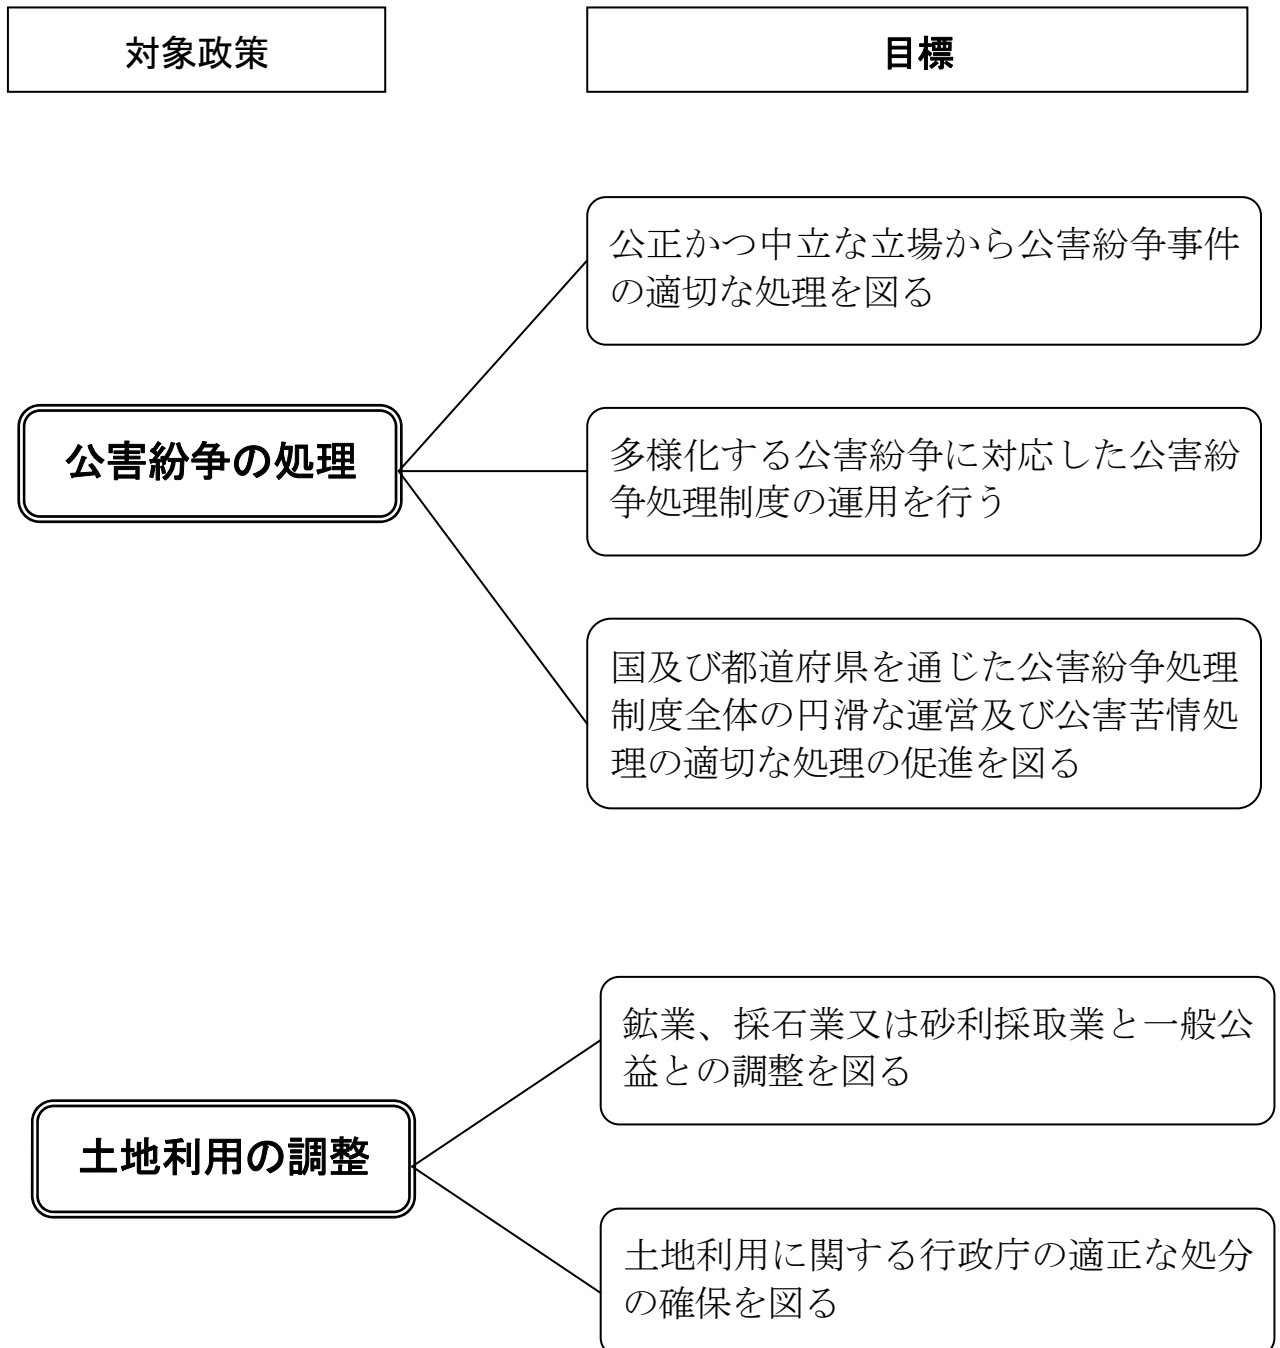 対象政策
目標
公正かつ中立な立場から公害紛争事件
の適切な処理を図る
公害紛争の処理
多様化する公害紛争に対応した公害紛
争処理制度の運用を行う
国及び都道府県を通じた公害紛争処理
制度全体の円滑な運営及び公害苦情処
理の適切な処理の促進を図る
鉱業、採石業又は砂利採取業と一般公
益との調整を図る
土地利用の調整
土地利用に関する行政庁の適正な処分
の確保を図る